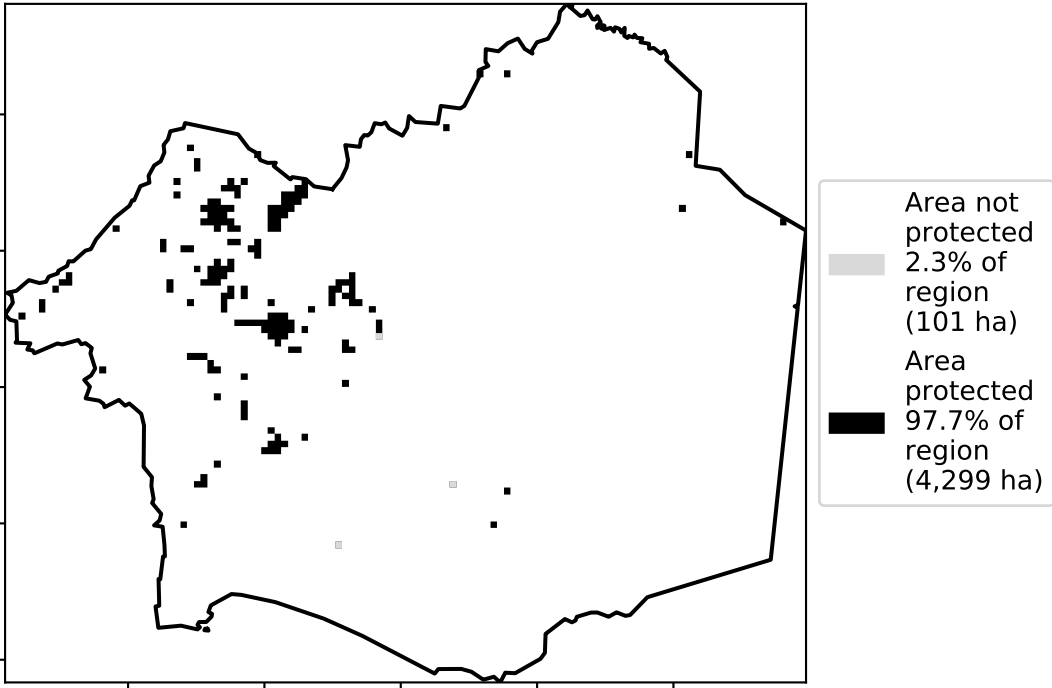 Area not
protected
2.3% of
region
(101 ha)
Area
protected
97.7% of
region
(4,299 ha)